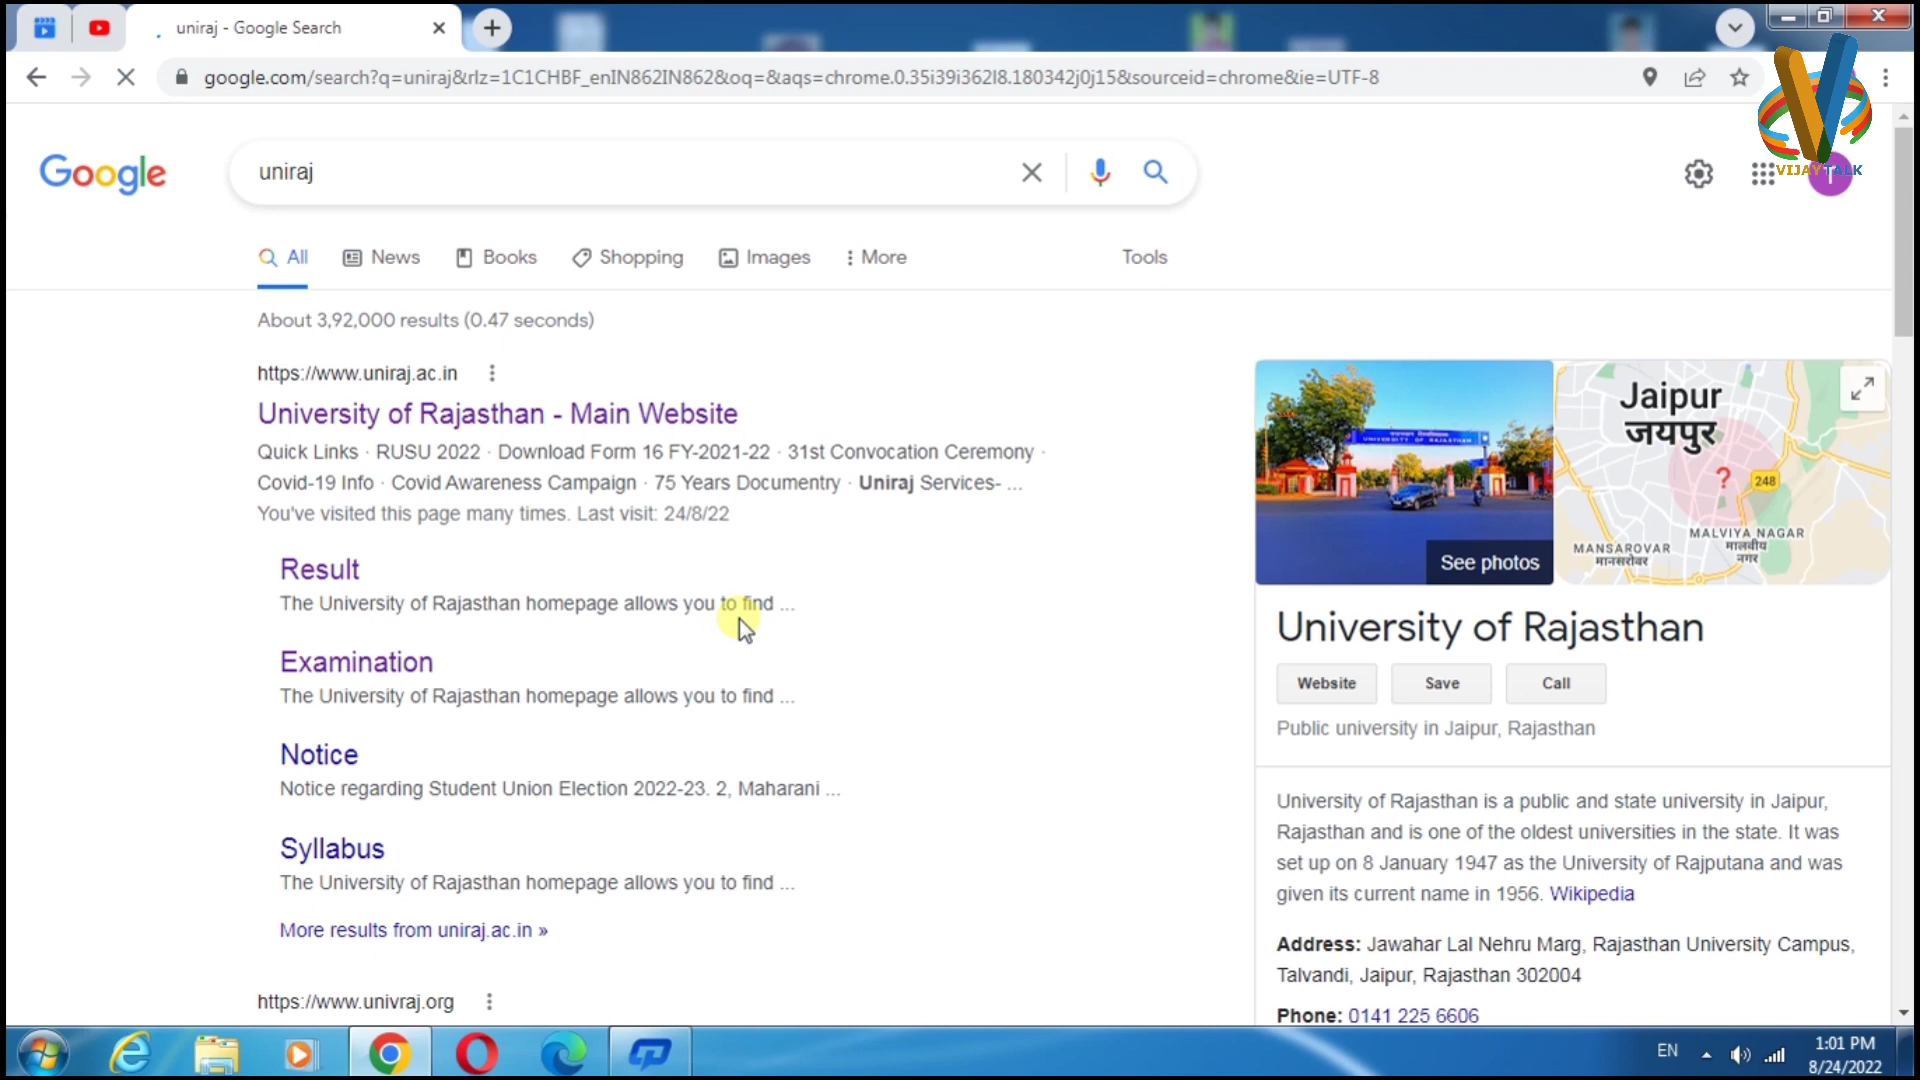 uniraj - Google Search
google.com/search?q=uniraj&rlz=1C1CHBF_enIN862IN862&oq=&aqs=chrome.0.35i39i362l8.180342j0j15&sourceid=chrome&ie=UTF-8
VIJAYTALK
Google
uniraj
All
News
Books
Shopping
Images
More
Tools
About 3,92,000 results (0.47 seconds)
https://www.uniraj.ac.in
University of Rajasthan - Main Website
Quick Links · RUSU 2022 · Download Form 16 FY-2021-22 · 31st Convocation Ceremony ·
Covid-19 Info · Covid Awareness Campaign · 75 Years Documentry · Uniraj Services- ...
You've visited this page many times. Last visit: 24/8/22
Result
The University of Rajasthan homepage allows you to find ...
Examination
The University of Rajasthan homepage allows you to find ...
Notice
Notice regarding Student Union Election 2022-23. 2, Maharani ...
Syllabus
The University of Rajasthan homepage allows you to find ...
More results from uniraj.ac.in »
https://www.univraj.org
UNIVERSITY OF RAJASTHAN
See photos
Jaipur
जयपुर
?
248
MALVIYA NAGAR
मालवीय
नगर
MANSAROVAR
मानसरोवर
University of Rajasthan
Website
Save
Call
Public university in Jaipur, Rajasthan
University of Rajasthan is a public and state university in Jaipur,
Rajasthan and is one of the oldest universities in the state. It was
set up on 8 January 1947 as the University of Rajputana and was
given its current name in 1956. Wikipedia
Address: Jawahar Lal Nehru Marg, Rajasthan University Campus,
Talvandi, Jaipur, Rajasthan 302004
Phone: 0141 225 6606
EN
1:01 PM
8/24/2022